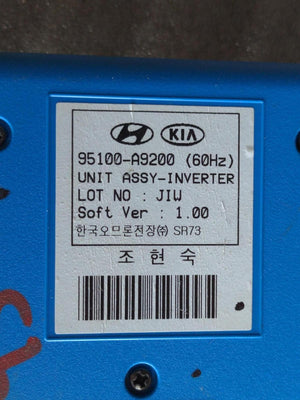 KIA
95100-A9200 (60Hz)
UNIT ASSY-INVERTER
LOT NO : JIW
Soft Ver : 1.00
한국오므론전장㈜ SR73
조 현 숙